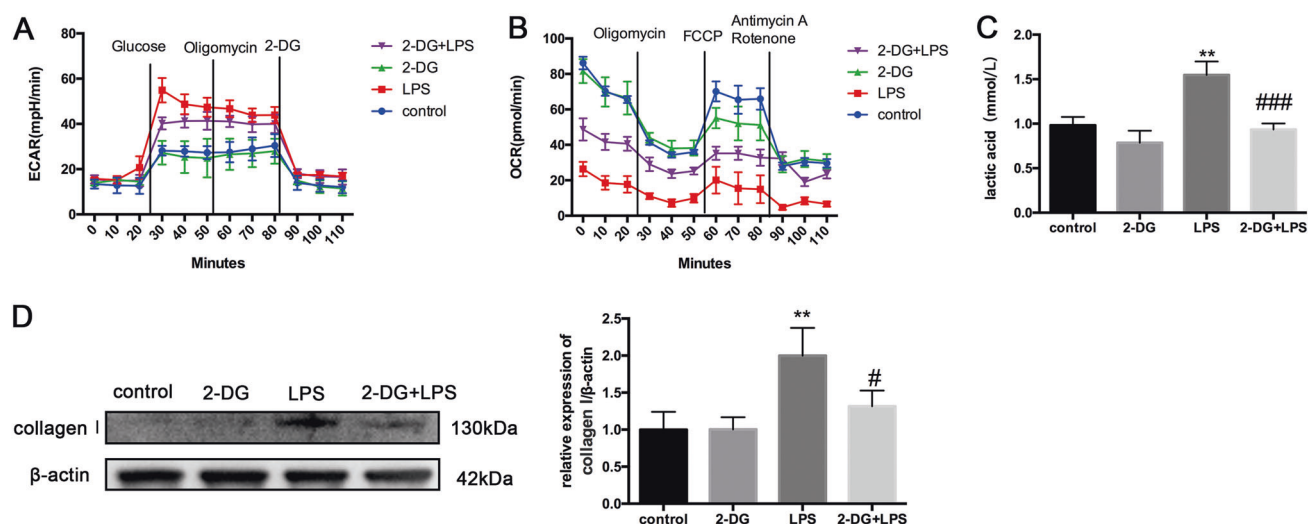 A
Glucose
Oligomycin
2-DG
ECAR(mpH/min)
80
60
40
20
0
0
10
20
30
40
50
60
70
80
90
100
110
Minutes
2-DG+LPS
2-DG
LPS
control
B
Oligomycin
FCCP
Antimycin A
Rotenone
OCR(pmol/min)
100
80
60
40
20
0
0
10
20
30
40
50
60
70
80
90
100
110
Minutes
2-DG+LPS
2-DG
LPS
control
C
lactic acid (mmol/L)
2.0
1.5
1.0
0.5
0.0
**
###
control
2-DG
LPS
2-DG+LPS
D
control
2-DG
LPS
2-DG+LPS
collagen I
130kDa
β-actin
42kDa
relative expression of
collagen I/β-actin
2.5
2.0
1.5
1.0
0.5
0.0
**
#
control
2-DG
LPS
2-DG+LPS